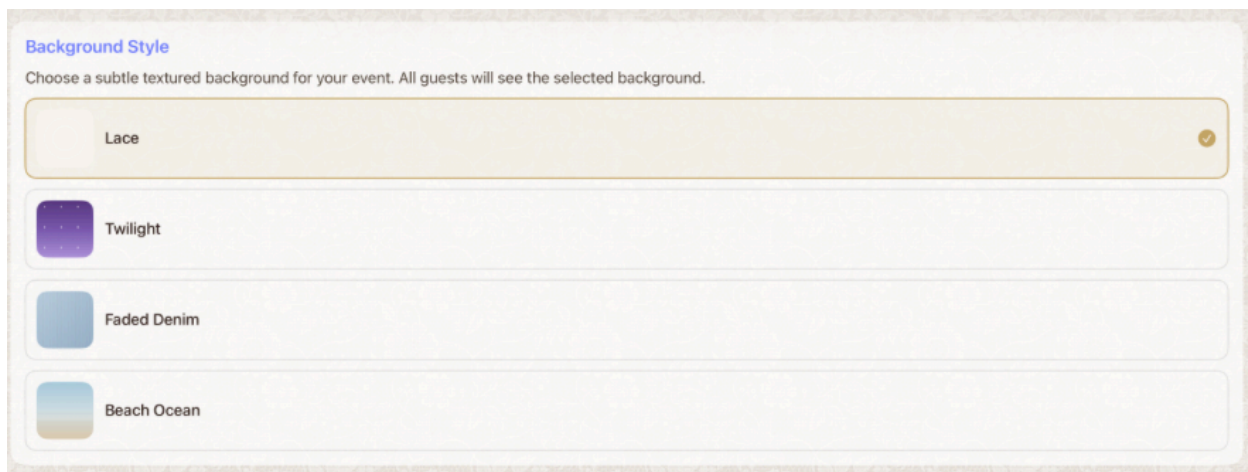 Background Style
Choose a subtle textured background for your event. All guests will see the selected background.
Lace
Twilight
Faded Denim
Beach Ocean